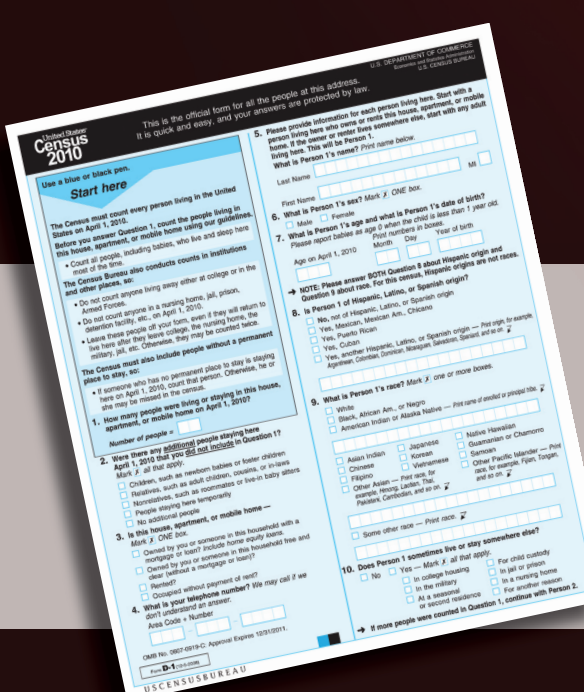 U.S. DEPARTMENT OF COMMERCE
Economics and Statistics Administration
U.S. CENSUS BUREAU
This is the official form for all the people at this address.
It is quick and easy, and your answers are protected by law.
United States
Census
2010
Use a blue or black pen.
Start here
The Census must count every person living in the United
States on April 1, 2010.
Before you answer Question 1, count the people living in
this house, apartment, or mobile home using our guidelines.
• Count all people, including babies, who live and sleep here
most of the time.
The Census Bureau also conducts counts in institutions
and other places, so:
• Do not count anyone living away either at college or in the
Armed Forces.
• Do not count anyone in a nursing home, jail, prison,
detention facility, etc., on April 1, 2010.
• Leave these people off your form, even if they will return to
live here after they leave college, the nursing home, the
military, jail, etc. Otherwise, they may be counted twice.
The Census must also include people without a permanent
place to stay, so:
• If someone who has no permanent place to stay is staying
here on April 1, 2010, count that person. Otherwise, he or
she may be missed in the census.
1. How many people were living or staying in this house,
apartment, or mobile home on April 1, 2010?
Number of people =
2. Were there any additional people staying here
April 1, 2010 that you did not include in Question 1?
Mark X all that apply.
Children, such as newborn babies or foster children
Relatives, such as adult children, cousins, or in-laws
Nonrelatives, such as roommates or live-in baby sitters
People staying here temporarily
No additional people
3. Is this house, apartment, or mobile home —
Mark X ONE box.
Owned by you or someone in this household with a
mortgage or loan? Include home equity loans.
Owned by you or someone in this household free and
clear (without a mortgage or loan)?
Rented?
Occupied without payment of rent?
4. What is your telephone number? We may call if we
don't understand an answer.
Area Code + Number
- -
OMB No. 0607-0919-C: Approval Expires 12/31/2011.
Form D-1
USCENSUSBUREAU
5. Please provide information for each person living here. Start with a
person living here who owns or rents this house, apartment, or mobile
home. If the owner or renter lives somewhere else, start with any adult
living here. This will be Person 1.
What is Person 1's name? Print name below.
Last Name
First Name MI
6. What is Person 1's sex? Mark X ONE box.
Male Female
7. What is Person 1's age and what is Person 1's date of birth?
Please report babies as age 0 when the child is less than 1 year old.
Print numbers in boxes.
Age on April 1, 2010 Month Day Year of birth
→ NOTE: Please answer BOTH Question 8 about Hispanic origin and
Question 9 about race. For this census, Hispanic origins are not races.
8. Is Person 1 of Hispanic, Latino, or Spanish origin?
No, not of Hispanic, Latino, or Spanish origin
Yes, Mexican, Mexican Am., Chicano
Yes, Puerto Rican
Yes, Cuban
Yes, another Hispanic, Latino, or Spanish origin — Print origin, for example,
Argentinean, Colombian, Dominican, Nicaraguan, Salvadoran, Spaniard, and so on.
9. What is Person 1's race? Mark X one or more boxes.
White
Black, African Am., or Negro
American Indian or Alaska Native — Print name of enrolled or principal tribe.
Asian Indian Japanese Native Hawaiian
Chinese Korean Guamanian or Chamorro
Filipino Vietnamese Samoan
Other Asian — Print race, for
example, Hmong, Laotian, Thai,
Pakistani, Cambodian, and so on.
Other Pacific Islander — Print
race, for example, Fijian, Tongan,
and so on.
Some other race — Print race.
10. Does Person 1 sometimes live or stay somewhere else?
No Yes — Mark X all that apply.
In college housing For child custody
In the military In jail or prison
At a seasonal
or second residence
In a nursing home
For another reason
→ If more people were counted in Question 1, continue with Person 2.